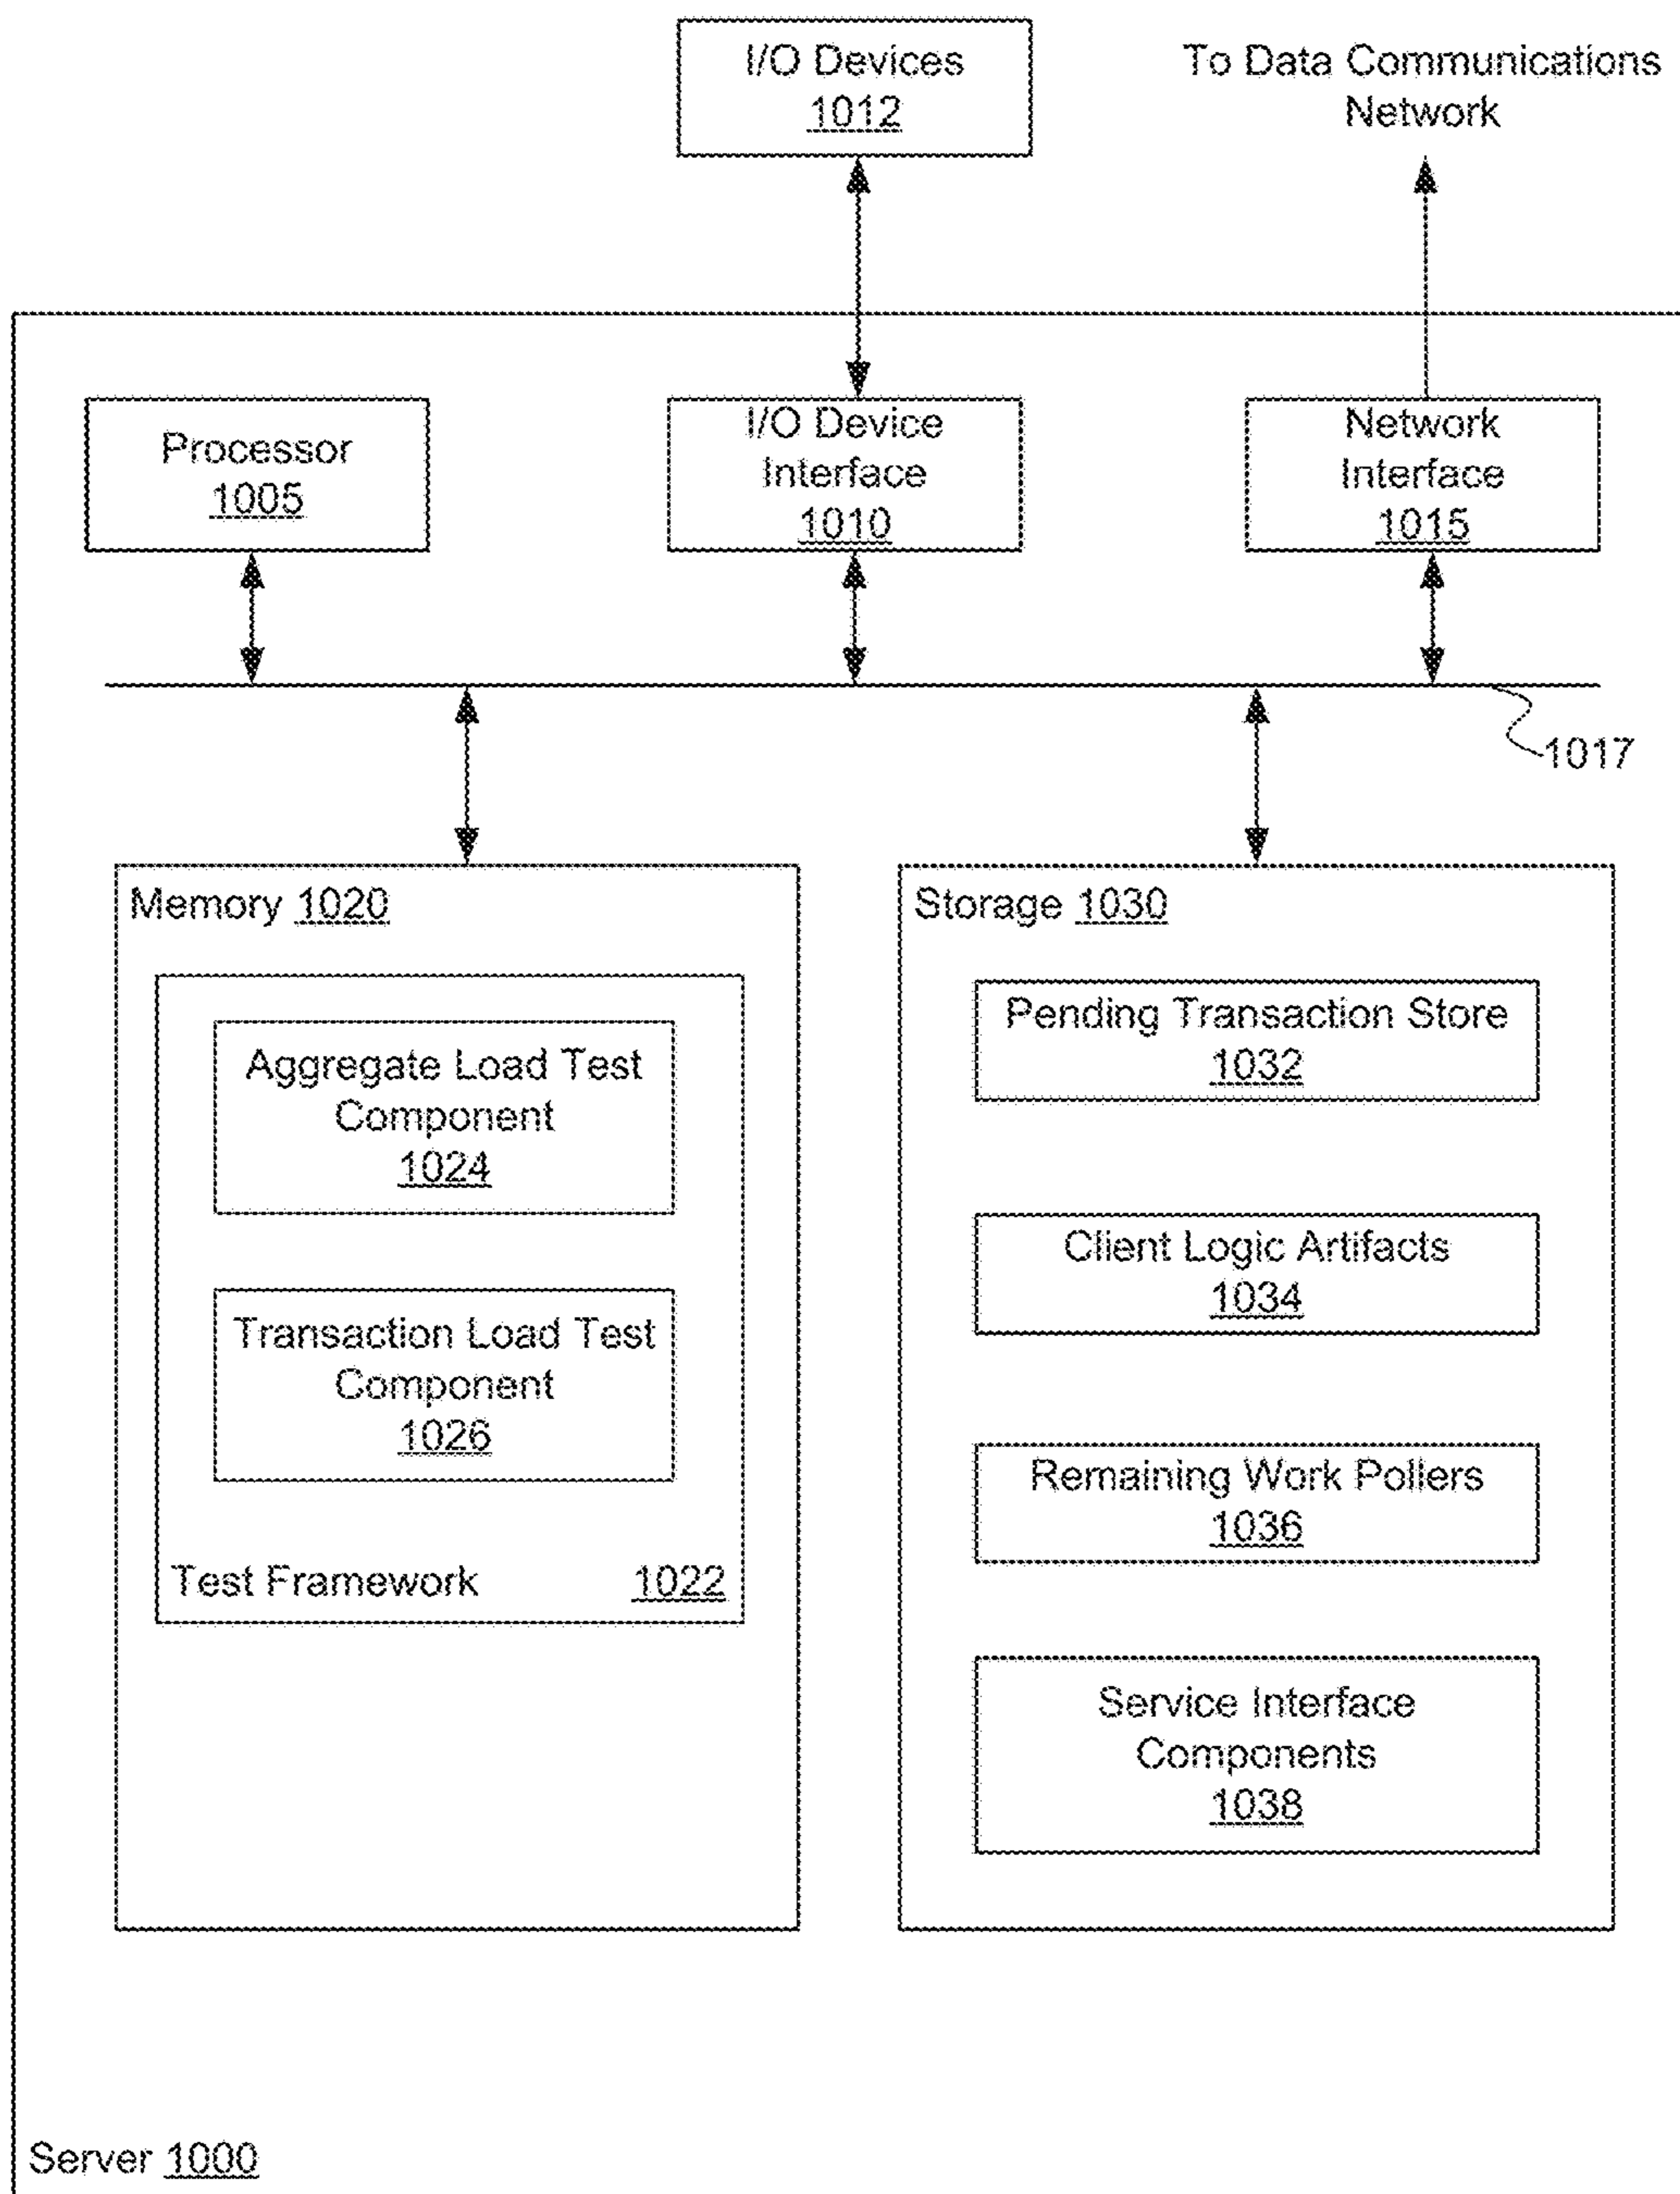 I/O Devices
1012
To Data Communications
Network
Processor
1005
I/O Device
Interface
1010
Network
Interface
1015
1017
Memory 1020
Aggregate Load Test
Component
1024
Transaction Load Test
Component
1026
Test Framework 1022
Storage 1030
Pending Transaction Store
1032
Client Logic Artifacts
1034
Remaining Work Pollers
1036
Service Interface
Components
1038
Server 1000